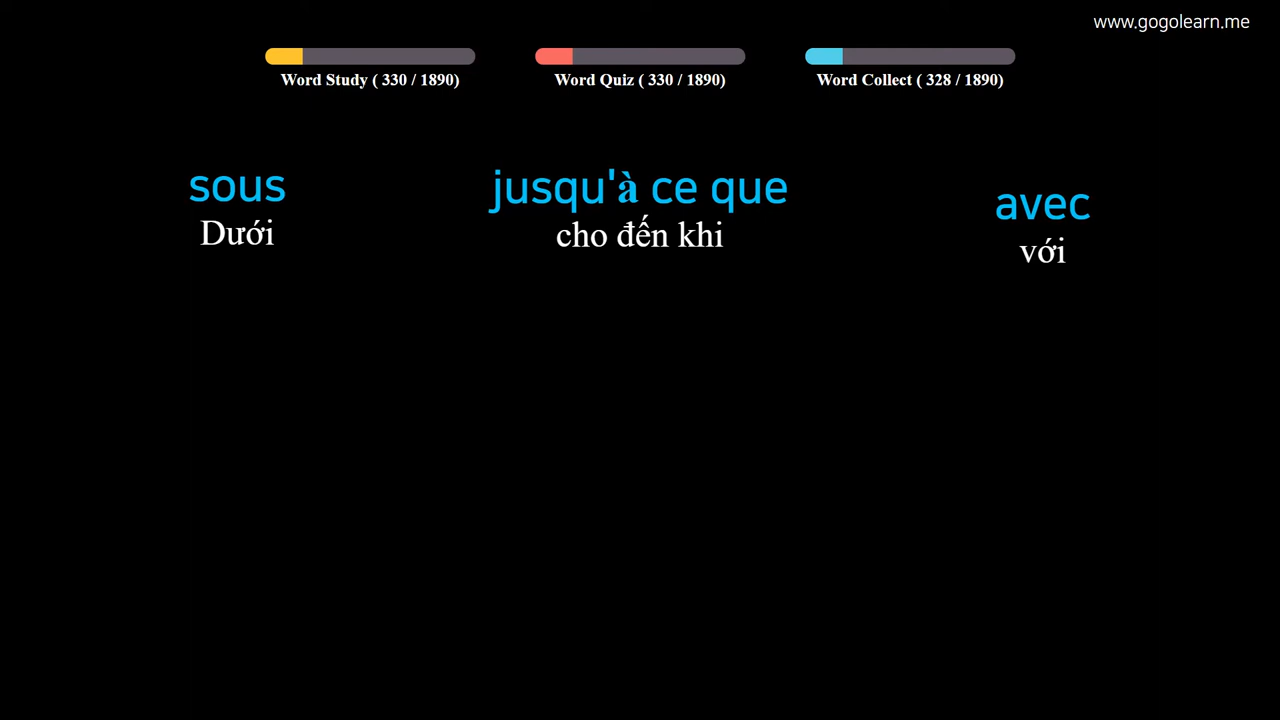 www.gogolearn.me
Word Study ( 330 / 1890)
Word Quiz ( 330 / 1890)
Word Collect ( 328 / 1890)
sous
Dưới
jusqu'à ce que
cho đến khi
avec
với